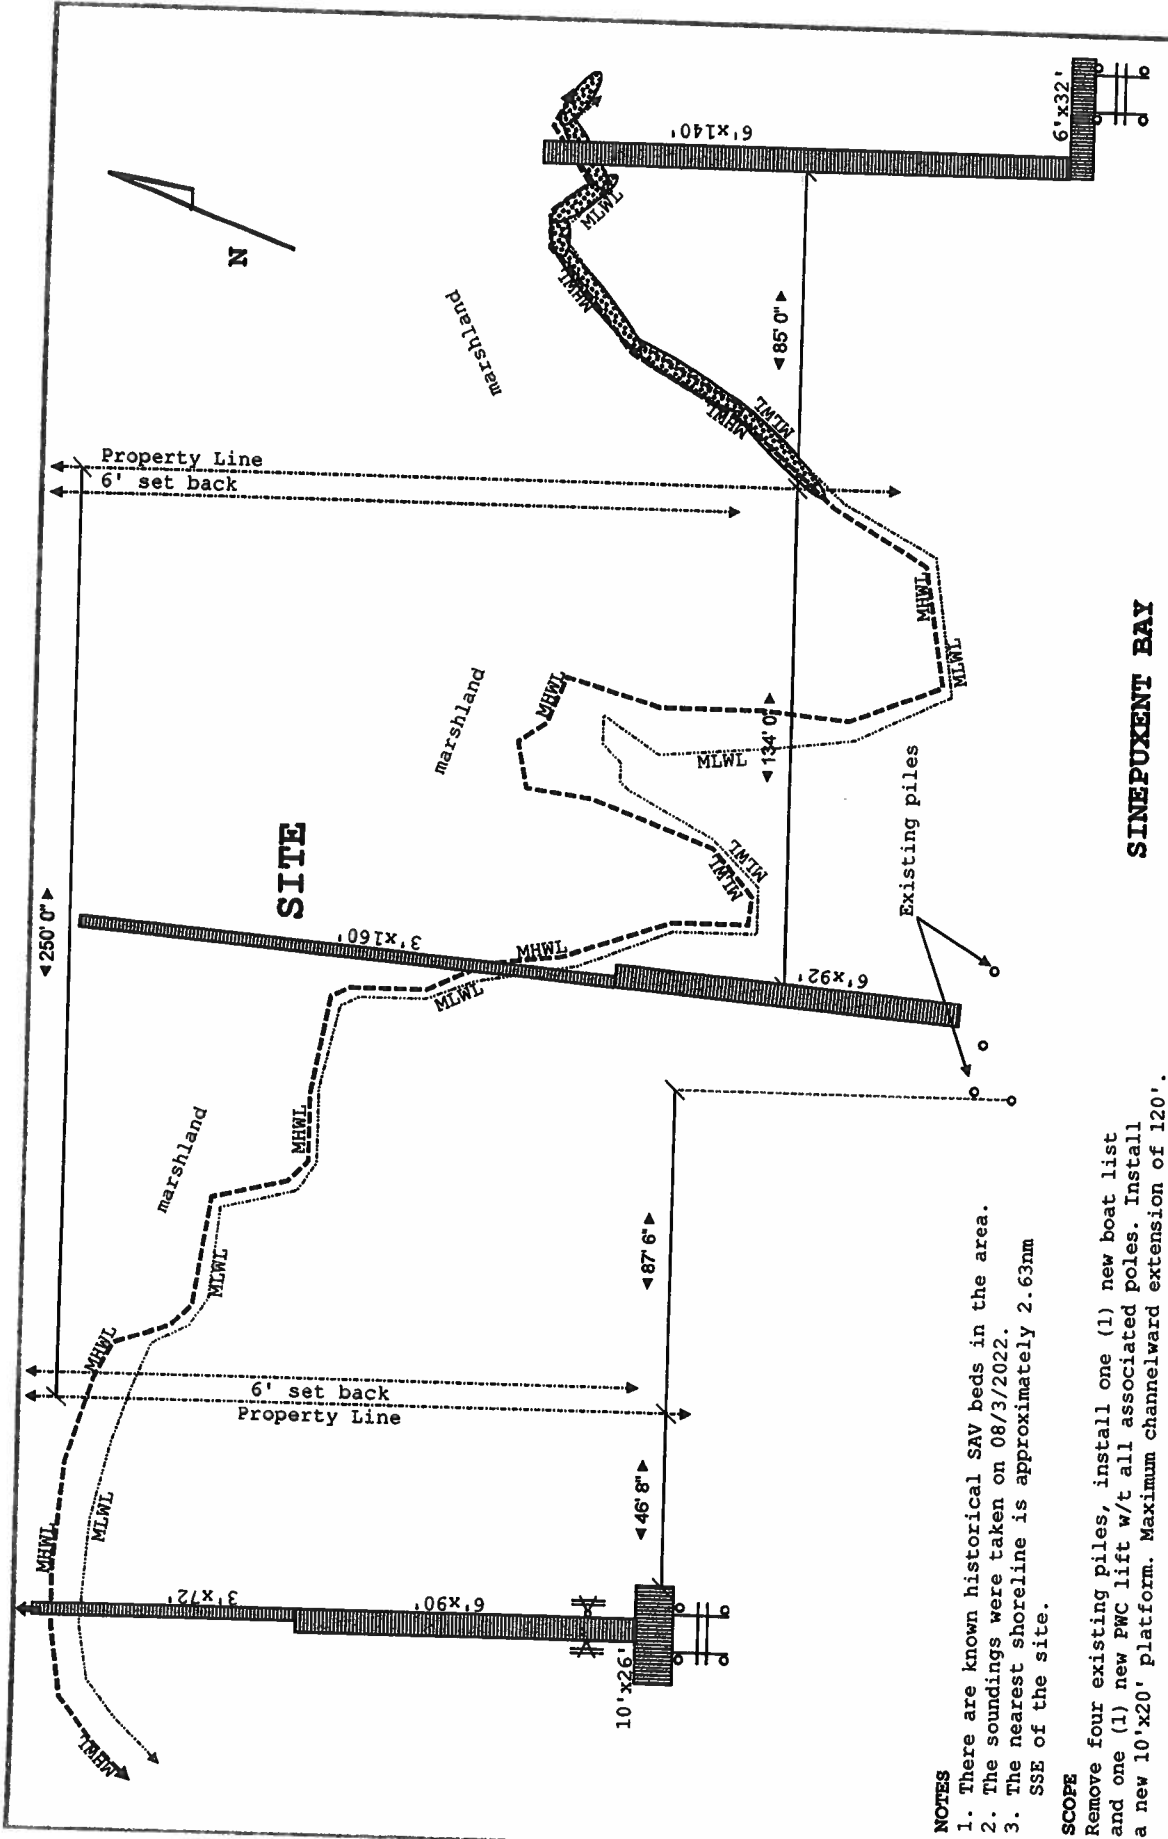 ◄250' 0"►
Property Line
6' set back
N
marshland
MHWL
MLWL
6'x140'
6'x32'
◄85' 0"►
MHWL
MLWL
marshland
MHWL
MLWL
◄134' 0"►
MHWL
MLWL
SITE
3'x160'
MHWL
MLWL
MLWL
MLWL
6'x92'
Existing piles
SINEPUXENT BAY
marshland
MHWL
MLWL
MHWL
MLWL
6' set back
Property Line
◄87' 6"►
◄46' 8"►
MHWL
MLWL
3'x72'
6'x90'
10'x26'
MHWL
NOTES
1. There are known historical SAV beds in the area.
2. The soundings were taken on 08/3/2022.
3. The nearest shoreline is approximately 2.63nm
SSE of the site.
SCOPE
Remove four existing piles, install one (1) new boat list
and one (1) new PWC lift w/t all associated poles. Install
a new 10'x20' platform. Maximum channelward extension of 120'.